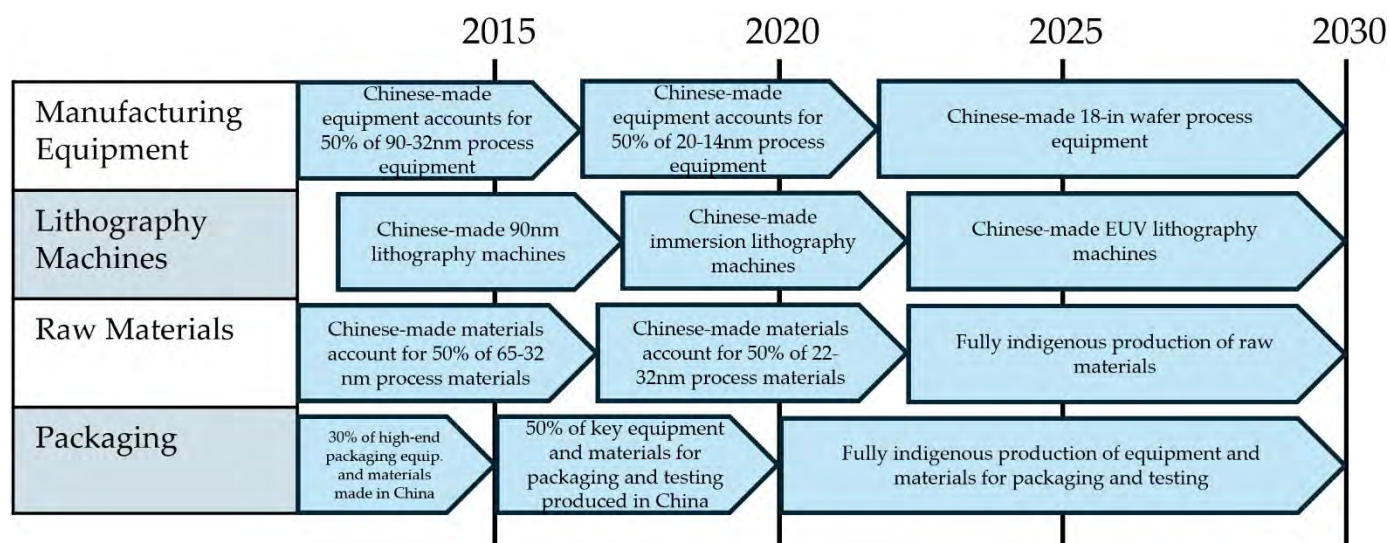 2015 2020 2025 2030
Manufacturing
Equipment
Chinese-made
equipment accounts for
50% of 90-32nm process
equipment
Chinese-made
equipment accounts for
50% of 20-14nm process
equipment
Chinese-made 18-in wafer process
equipment
Lithography
Machines
Chinese-made 90nm
lithography machines
Chinese-made
immersion lithography
machines
Chinese-made EUV lithography
machines
Raw Materials
Chinese-made materials
account for 50% of 65-32
nm process materials
Chinese-made materials
account for 50% of 22-
32nm process materials
Fully indigenous production of raw
materials
Packaging
30% of high-end
packaging equip.
and materials
made in China
50% of key equipment
and materials for
packaging and testing
produced in China
Fully indigenous production of equipment and
materials for packaging and testing